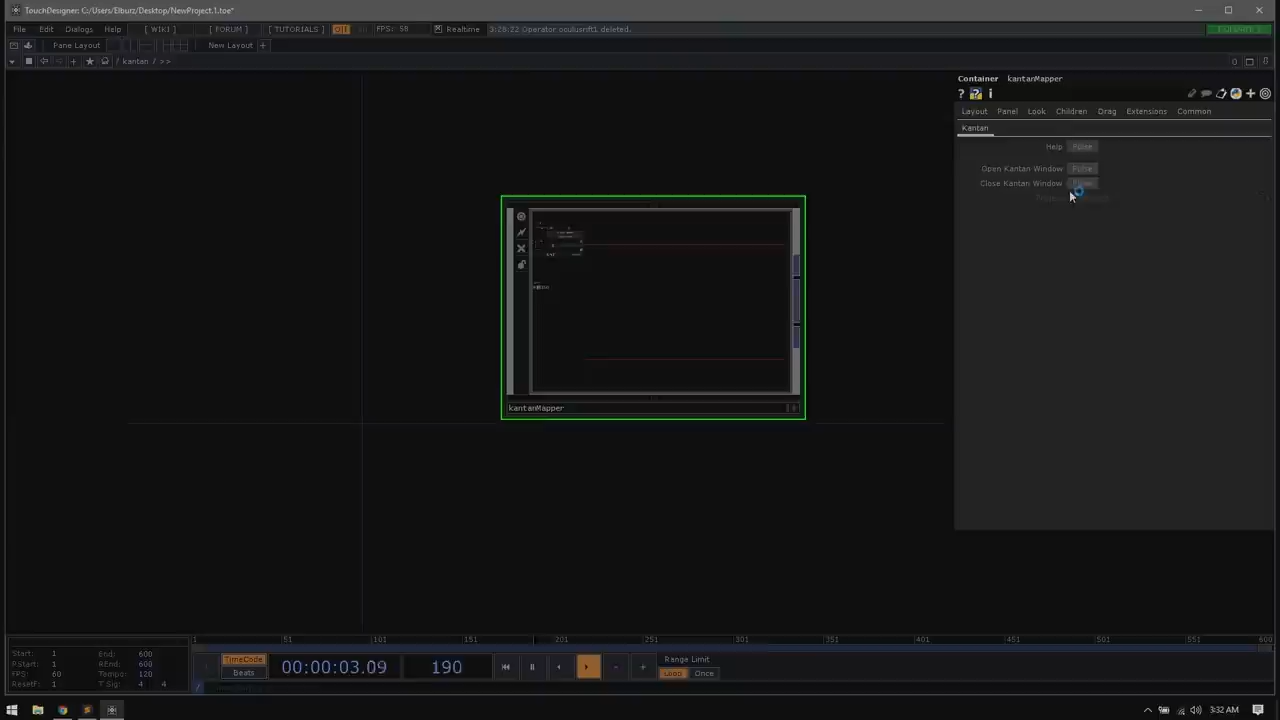 TouchDesigner: C:/Users/Elburz/Desktop/NewProject.1.toe*
File Edit Dialogs Help [ WIKI ] [ FORUM ] [ TUTORIALS ] Off FPS: 58 Realtime 3:28:22 Operator oculusrift1 deleted.
Pane Layout New Layout +
/ kantan / >>
Container kantanMapper
Layout Panel Look Children Drag Extensions Common
Kantan
Help Pulse
Open Kantan Window Pulse
Close Kantan Window
kantanMapper
1 51 101 151 201 251 301 351 401 451 501 551 600
Start: 1 End: 600
RStart: 1 REnd: 600
FPS: 60 Tempo: 120
ResetF: 1 T Sig: 4 4
TimeCode
Beats
00:00:03.09
190
Range Limit
Loop Once
/
3:32 AM